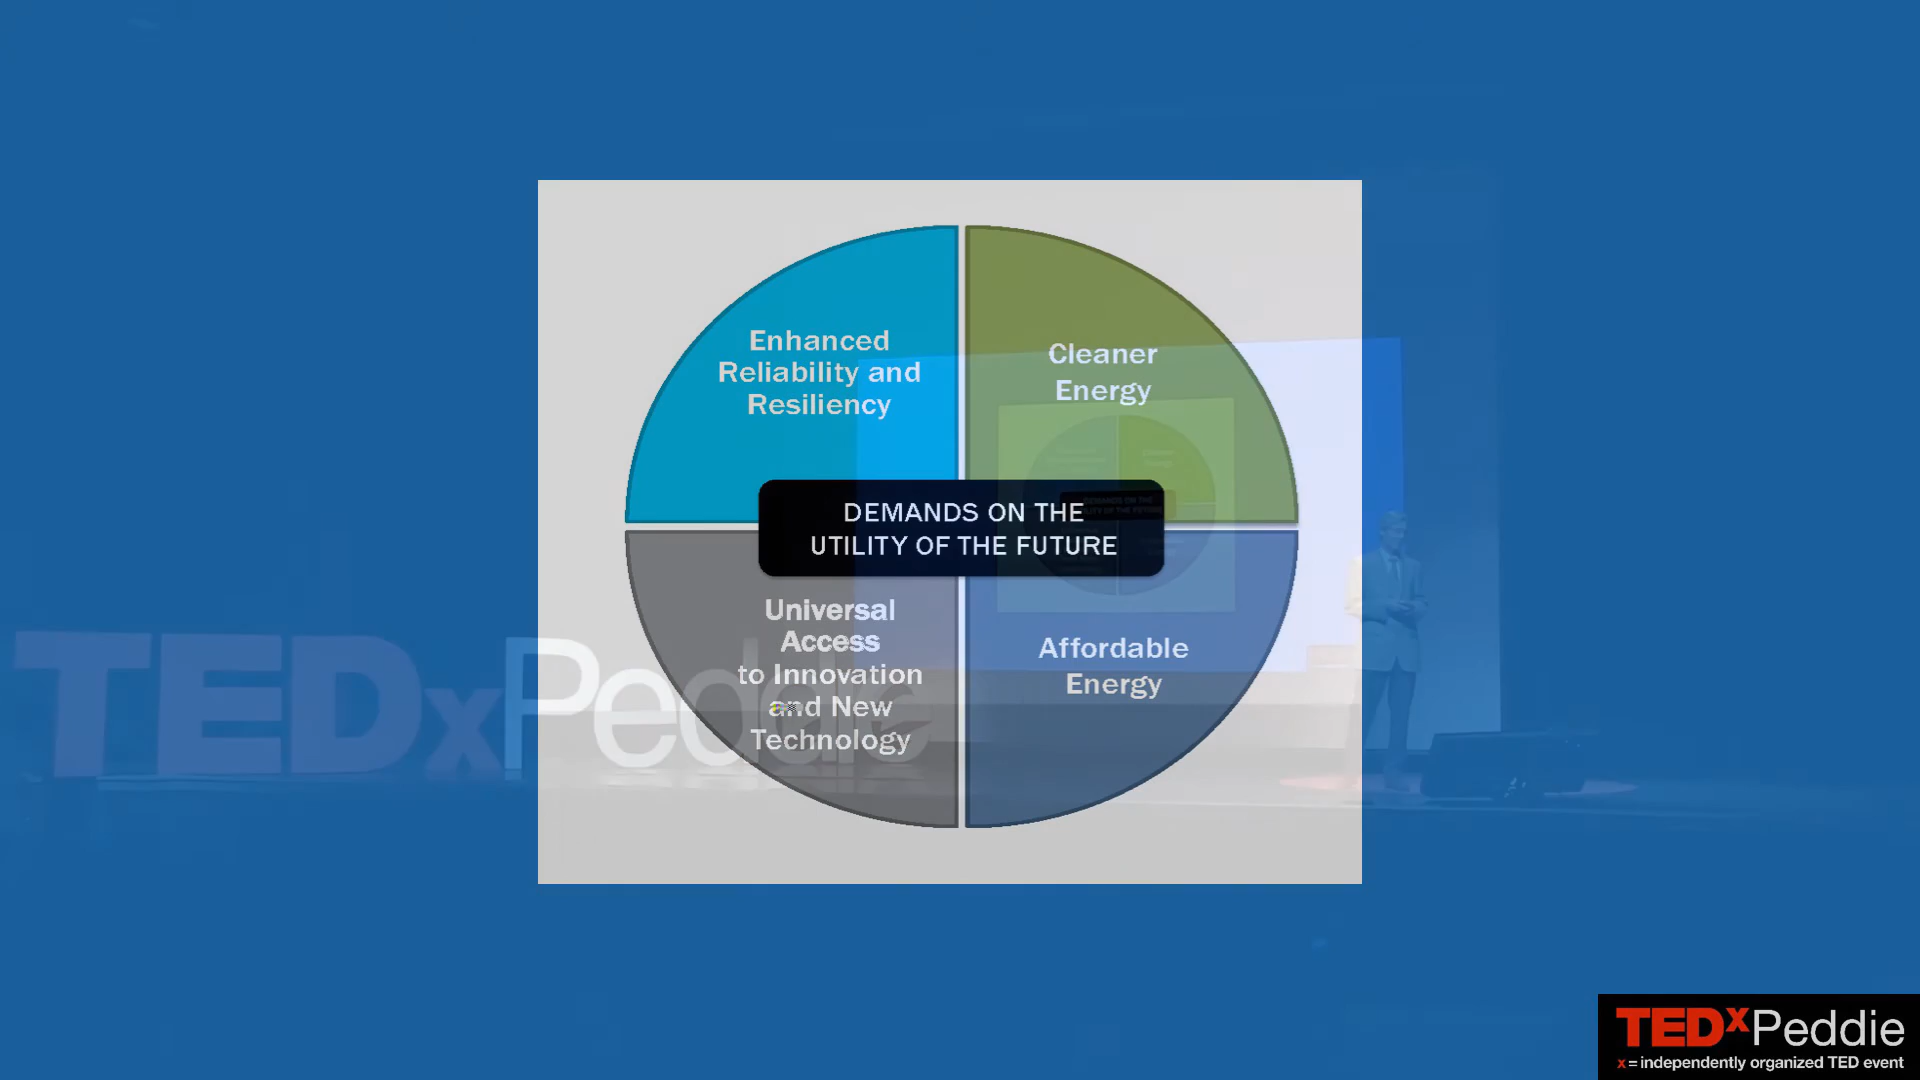 Enhanced
Reliability and
Resiliency
Cleaner
Energy
DEMANDS ON THE
UTILITY OF THE FUTURE
Universal
Access
to Innovation
and New
Technology
Affordable
Energy
TEDxPeddie
TEDxPeddie
x = independently organized TED event